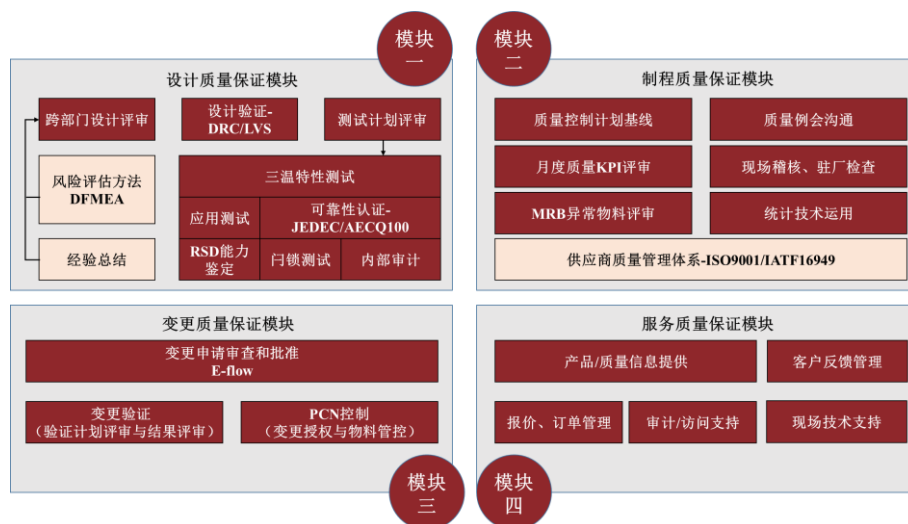 模块
一
设计质量保证模块
跨部门设计评审
设计验证-
DRC/LVS
测试计划评审
风险评估方法
DFMEA
三温特性测试
应用测试
可靠性认证-
JEDEC/AECQ100
经验总结
RSD能力
鉴定
闩锁测试
内部审计
模块
二
制程质量保证模块
质量控制计划基线
质量例会沟通
月度质量KPI评审
现场稽核、驻厂检查
MRB异常物料评审
统计技术运用
供应商质量管理体系-ISO9001/IATF16949
变更质量保证模块
变更申请审查和批准
E-flow
变更验证
（验证计划评审与结果评审）
PCN控制
（变更授权与物料管控）
模块
三
服务质量保证模块
产品/质量信息提供
客户反馈管理
报价、订单管理
审计/访问支持
现场技术支持
模块
四